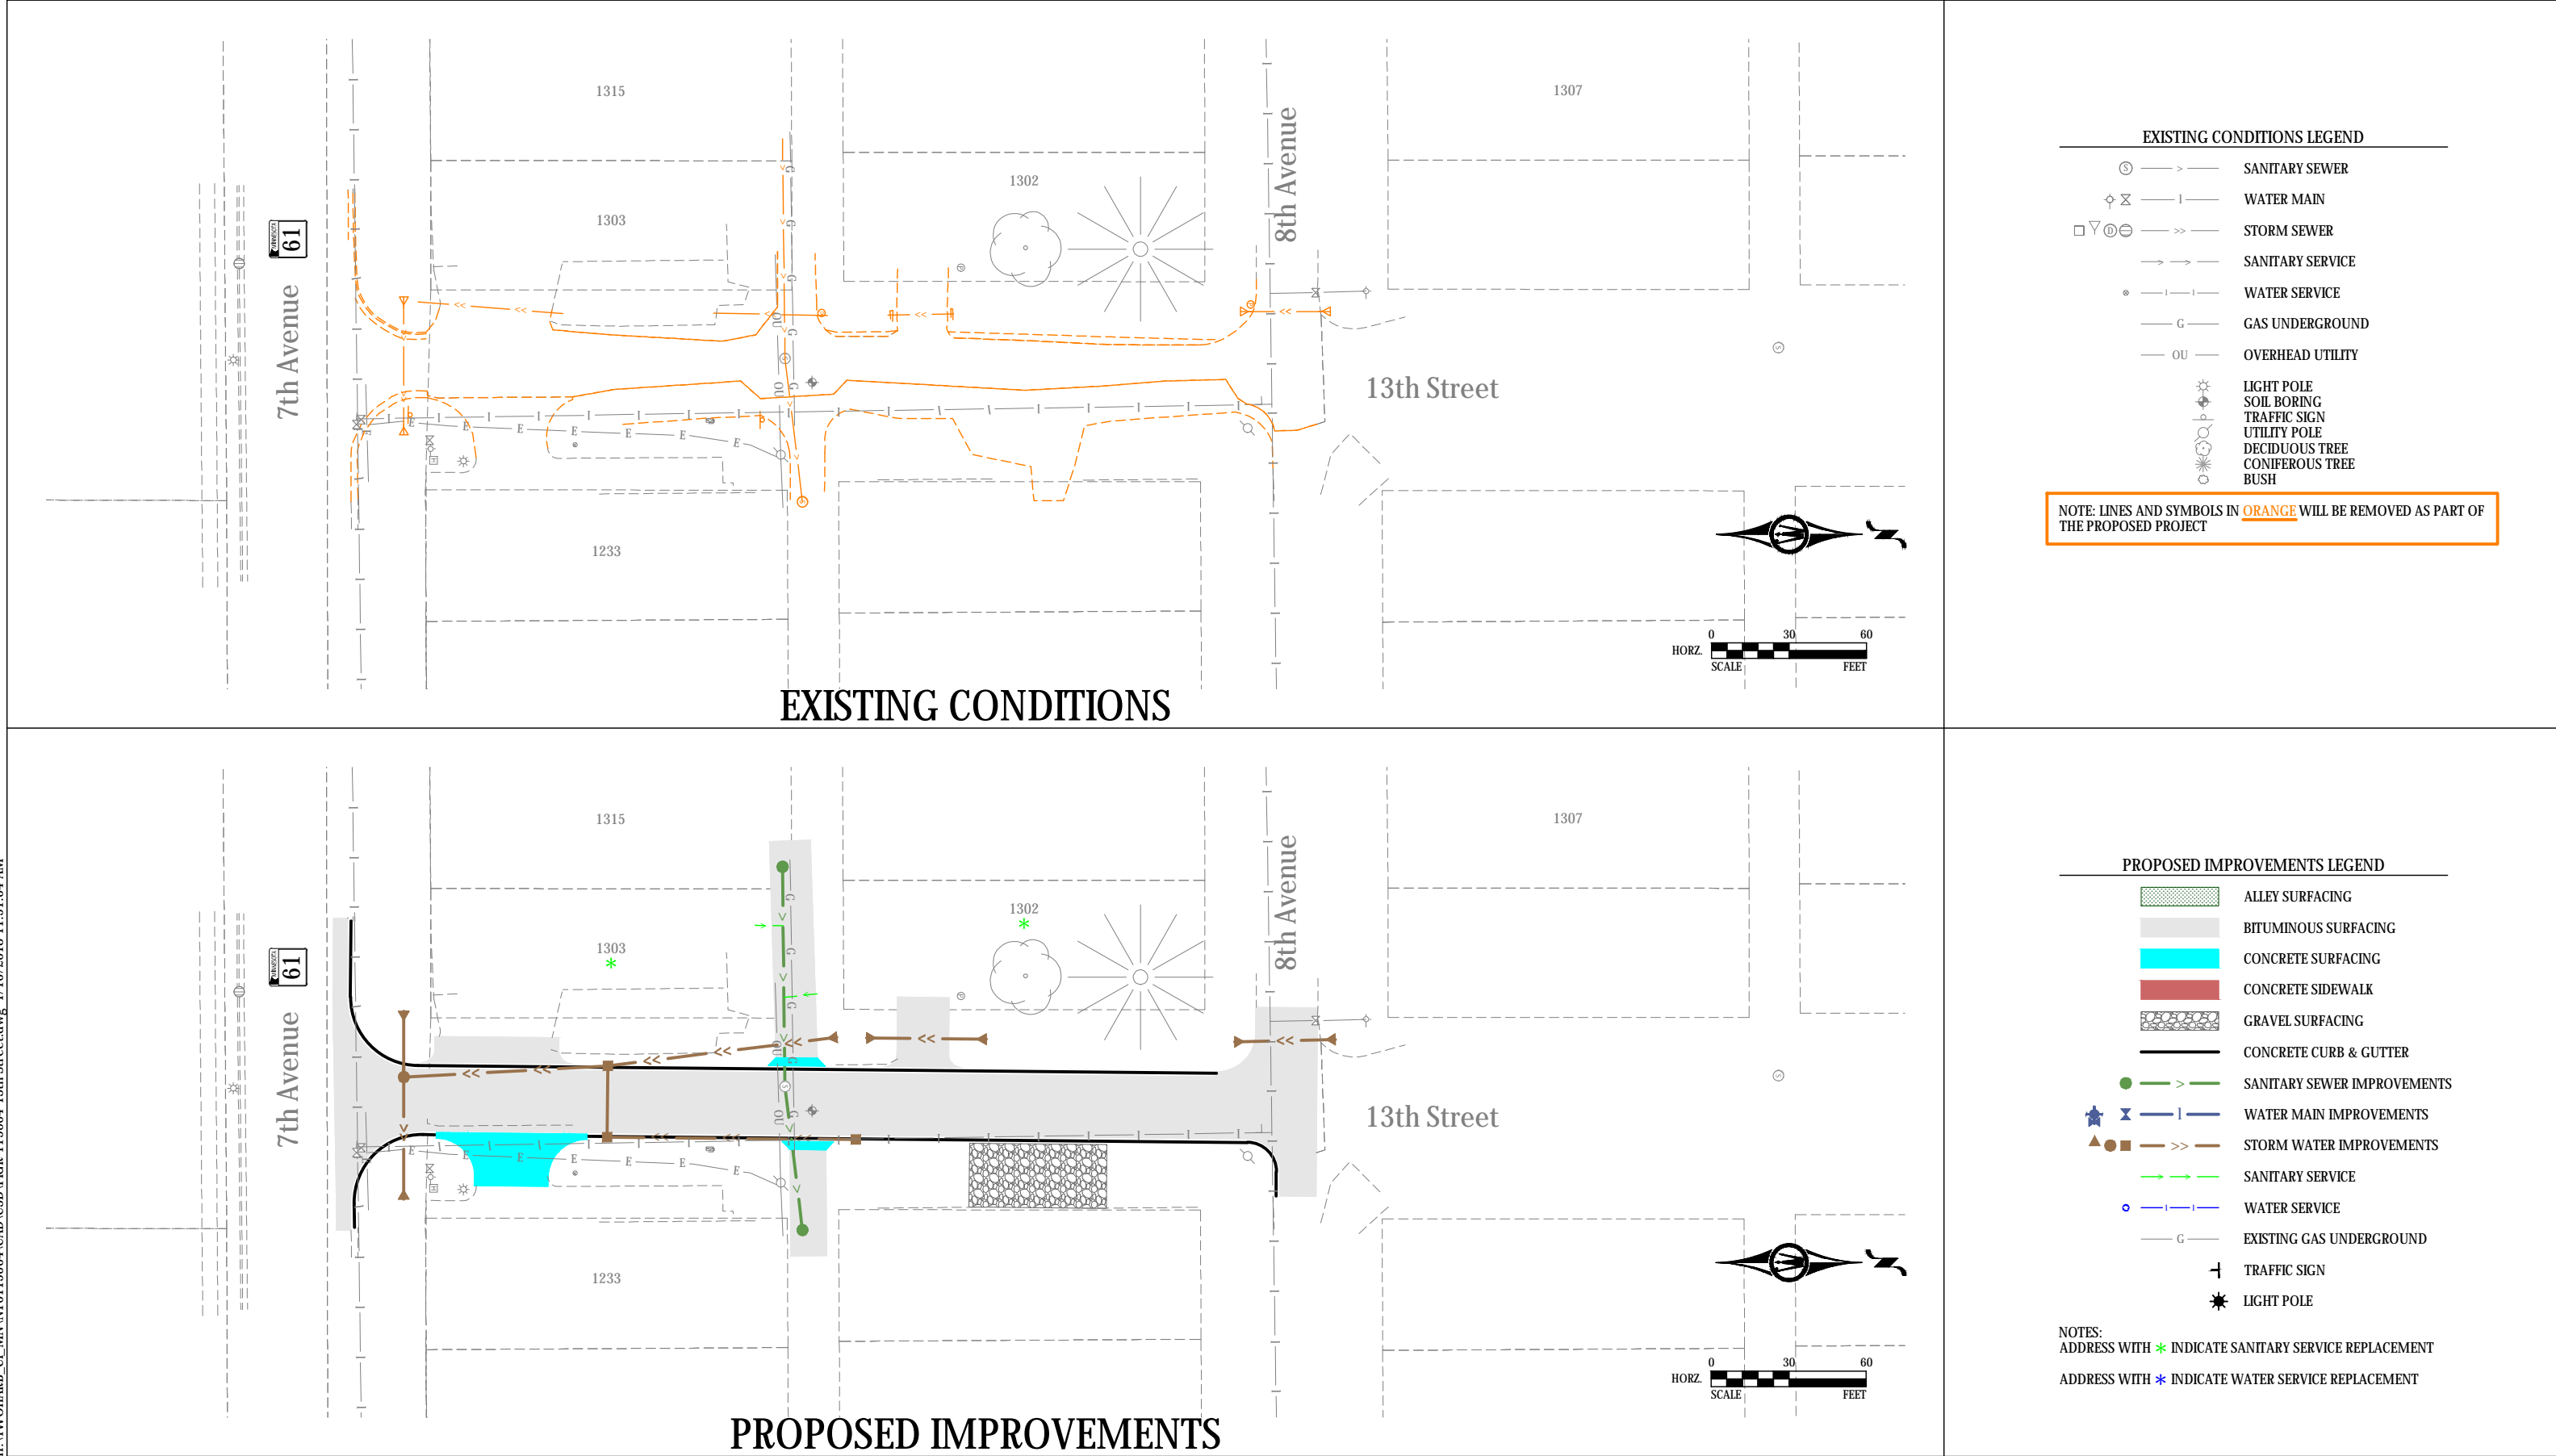 1315
1307
1302
1303
8th Avenue
MINNESOTA
61
7th Avenue
13th Street
1233
G
G
G
G
G
OU
OU
E
E
E
E
E
E
E
S
0 30 60
HORZ.
SCALE FEET
EXISTING CONDITIONS
EXISTING CONDITIONS LEGEND
S > SANITARY SEWER
I WATER MAIN
D >> STORM SEWER
SANITARY SERVICE
WATER SERVICE
G GAS UNDERGROUND
OU OVERHEAD UTILITY
LIGHT POLE
SOIL BORING
TRAFFIC SIGN
UTILITY POLE
DECIDUOUS TREE
CONIFEROUS TREE
BUSH
NOTE: LINES AND SYMBOLS IN ORANGE WILL BE REMOVED AS PART OF
THE PROPOSED PROJECT
1315
1307
1302
1303
8th Avenue
MINNESOTA
61
7th Avenue
13th Street
1233
G
G
G
G
G
OU
OU
E
E
E
E
E
E
S
0 30 60
HORZ.
SCALE FEET
PROPOSED IMPROVEMENTS
PROPOSED IMPROVEMENTS LEGEND
ALLEY SURFACING
BITUMINOUS SURFACING
CONCRETE SURFACING
CONCRETE SIDEWALK
GRAVEL SURFACING
CONCRETE CURB & GUTTER
> SANITARY SEWER IMPROVEMENTS
I WATER MAIN IMPROVEMENTS
>> STORM WATER IMPROVEMENTS
SANITARY SERVICE
WATER SERVICE
G EXISTING GAS UNDERGROUND
TRAFFIC SIGN
LIGHT POLE
NOTES:
ADDRESS WITH * INDICATE SANITARY SERVICE REPLACEMENT
ADDRESS WITH * INDICATE WATER SERVICE REPLACEMENT